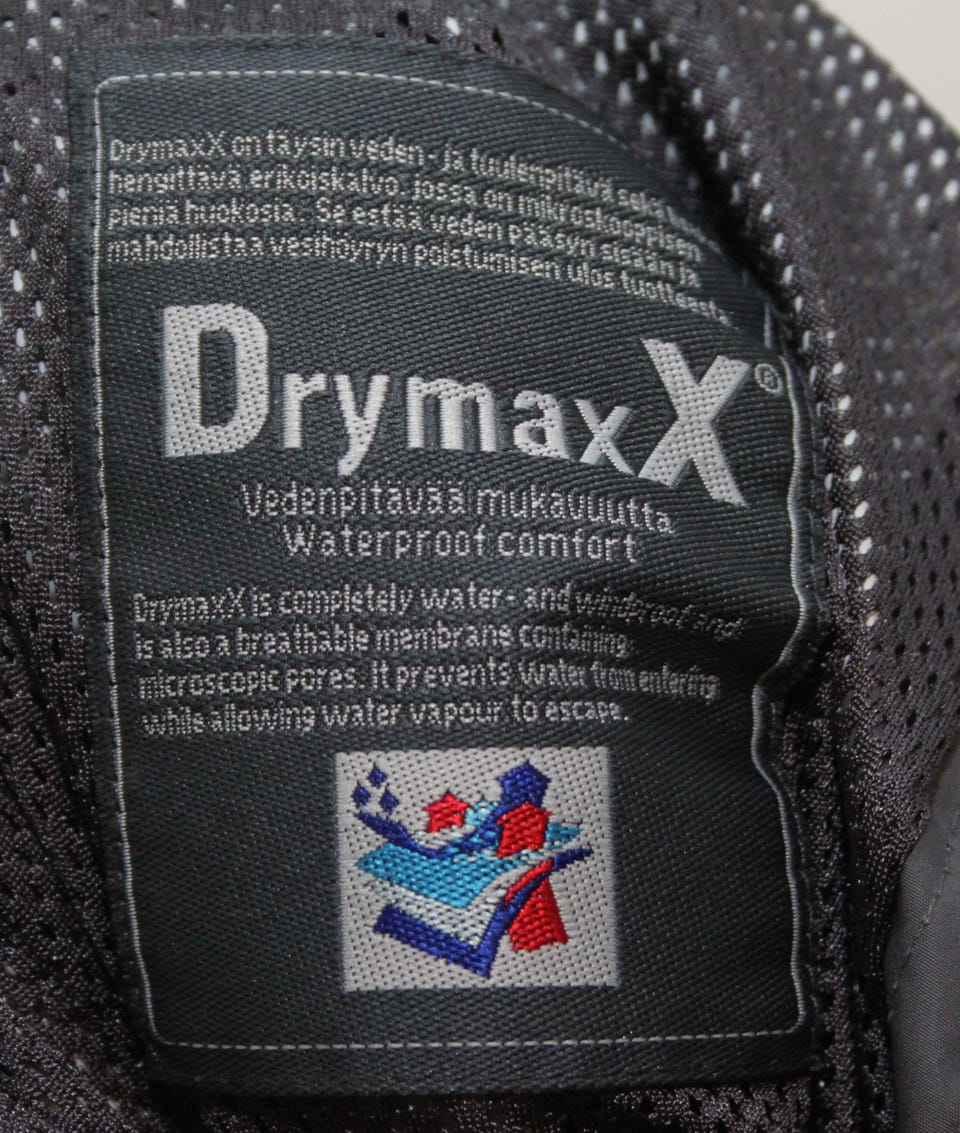 DrymaxX on täysin veden- ja tuulenpitävä sekä
hengittävä erikoiskalvo, jossa on mikroskooppisen
pieniä huokosia. Se estää veden pääsyn sisään ja
mahdollistaa vesihöyryn poistumisen ulos tuotteesta.
DrymaxX®
Vedenpitävää mukavuutta
Waterproof comfort
DrymaxX is completely water- and windproof and
is also a breathable membrane containing
microscopic pores. It prevents water from entering
while allowing water vapour to escape.